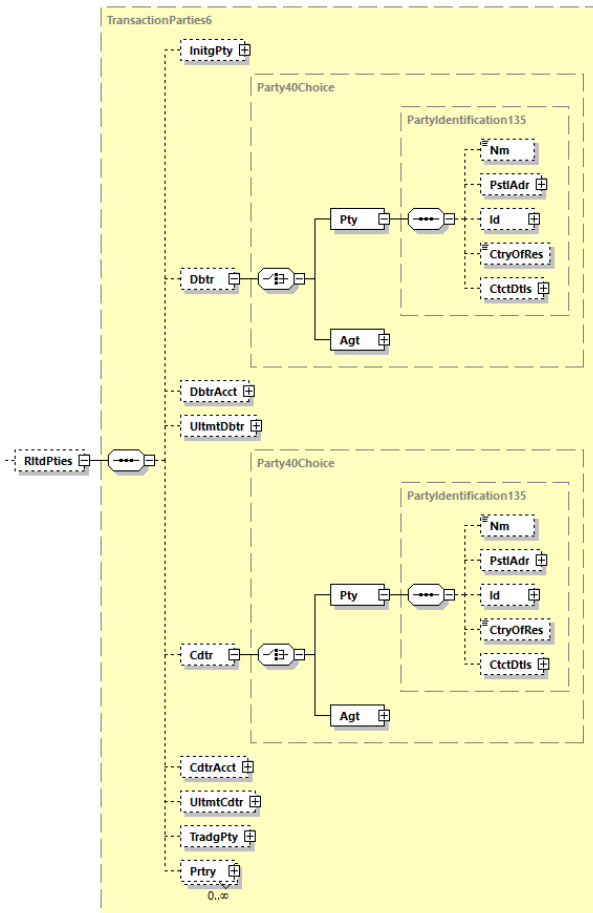 TransactionParties6
InitgPty
Party40Choice
PartyIdentification135
Nm
PstlAdr
Pty
Id
CtryOfRes
Dbtr
CtctDtls
Agt
DbtrAcct
UltmtDbtr
RltdPties
Party40Choice
PartyIdentification135
Nm
PstlAdr
Pty
Id
CtryOfRes
Cdtr
CtctDtls
Agt
CdtrAcct
UltmtCdtr
TradgPty
Prtry
0..∞